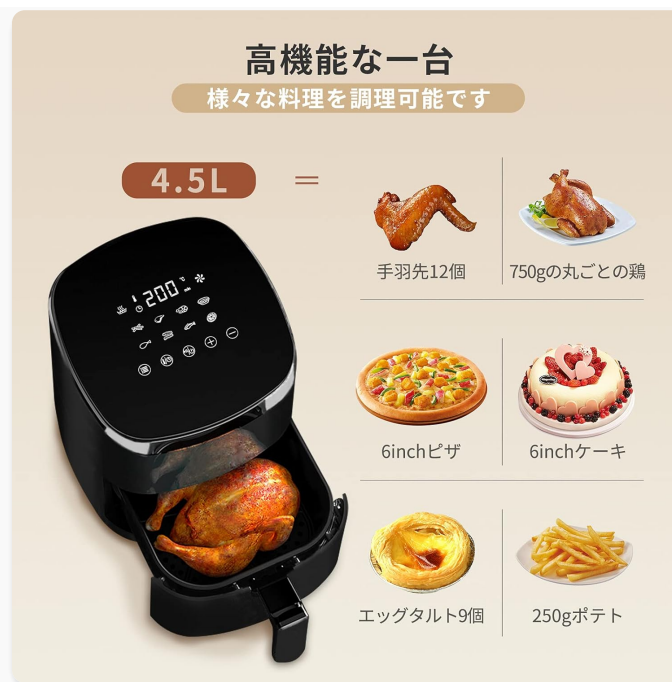 高機能な一台
様々な料理を調理可能です
4.5L
=
200
手羽先12個
750gの丸ごとの鶏
6inchピザ
6inchケーキ
エッグタルト9個
250gポテト